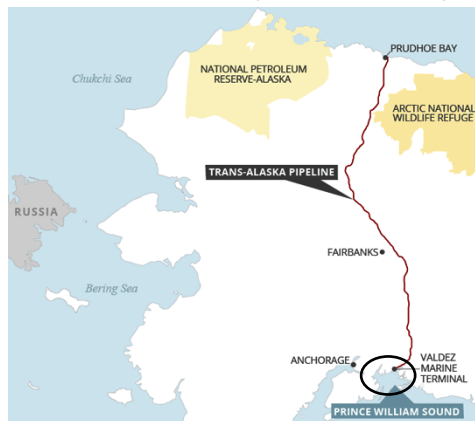 PRUDHOE BAY
Chukchi Sea
NATIONAL PETROLEUM
RESERVE-ALASKA
ARCTIC NATIONAL
WILDLIFE REFUGE
TRANS-ALASKA PIPELINE
RUSSIA
FAIRBANKS
Bering Sea
ANCHORAGE
VALDEZ
MARINE
TERMINAL
PRINCE WILLIAM SOUND